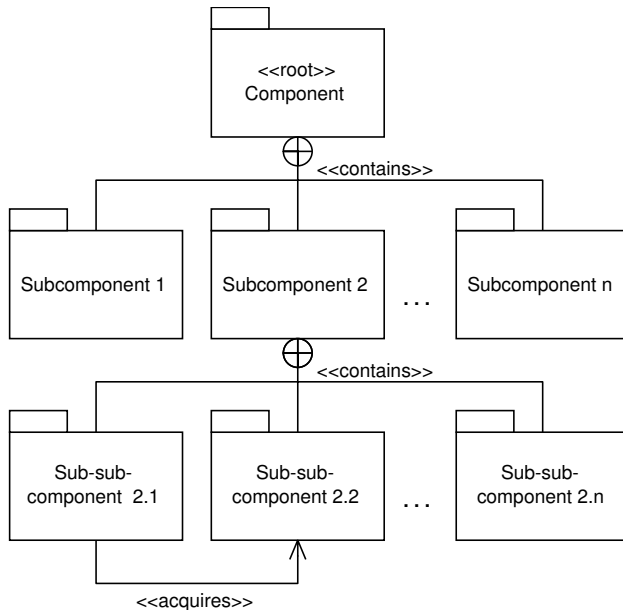 <<root>>
Component
<<contains>>
Subcomponent 1
Subcomponent 2
...
Subcomponent n
<<contains>>
Sub-sub-
component 2.1
Sub-sub-
component 2.2
...
Sub-sub-
component 2.n
<<acquires>>